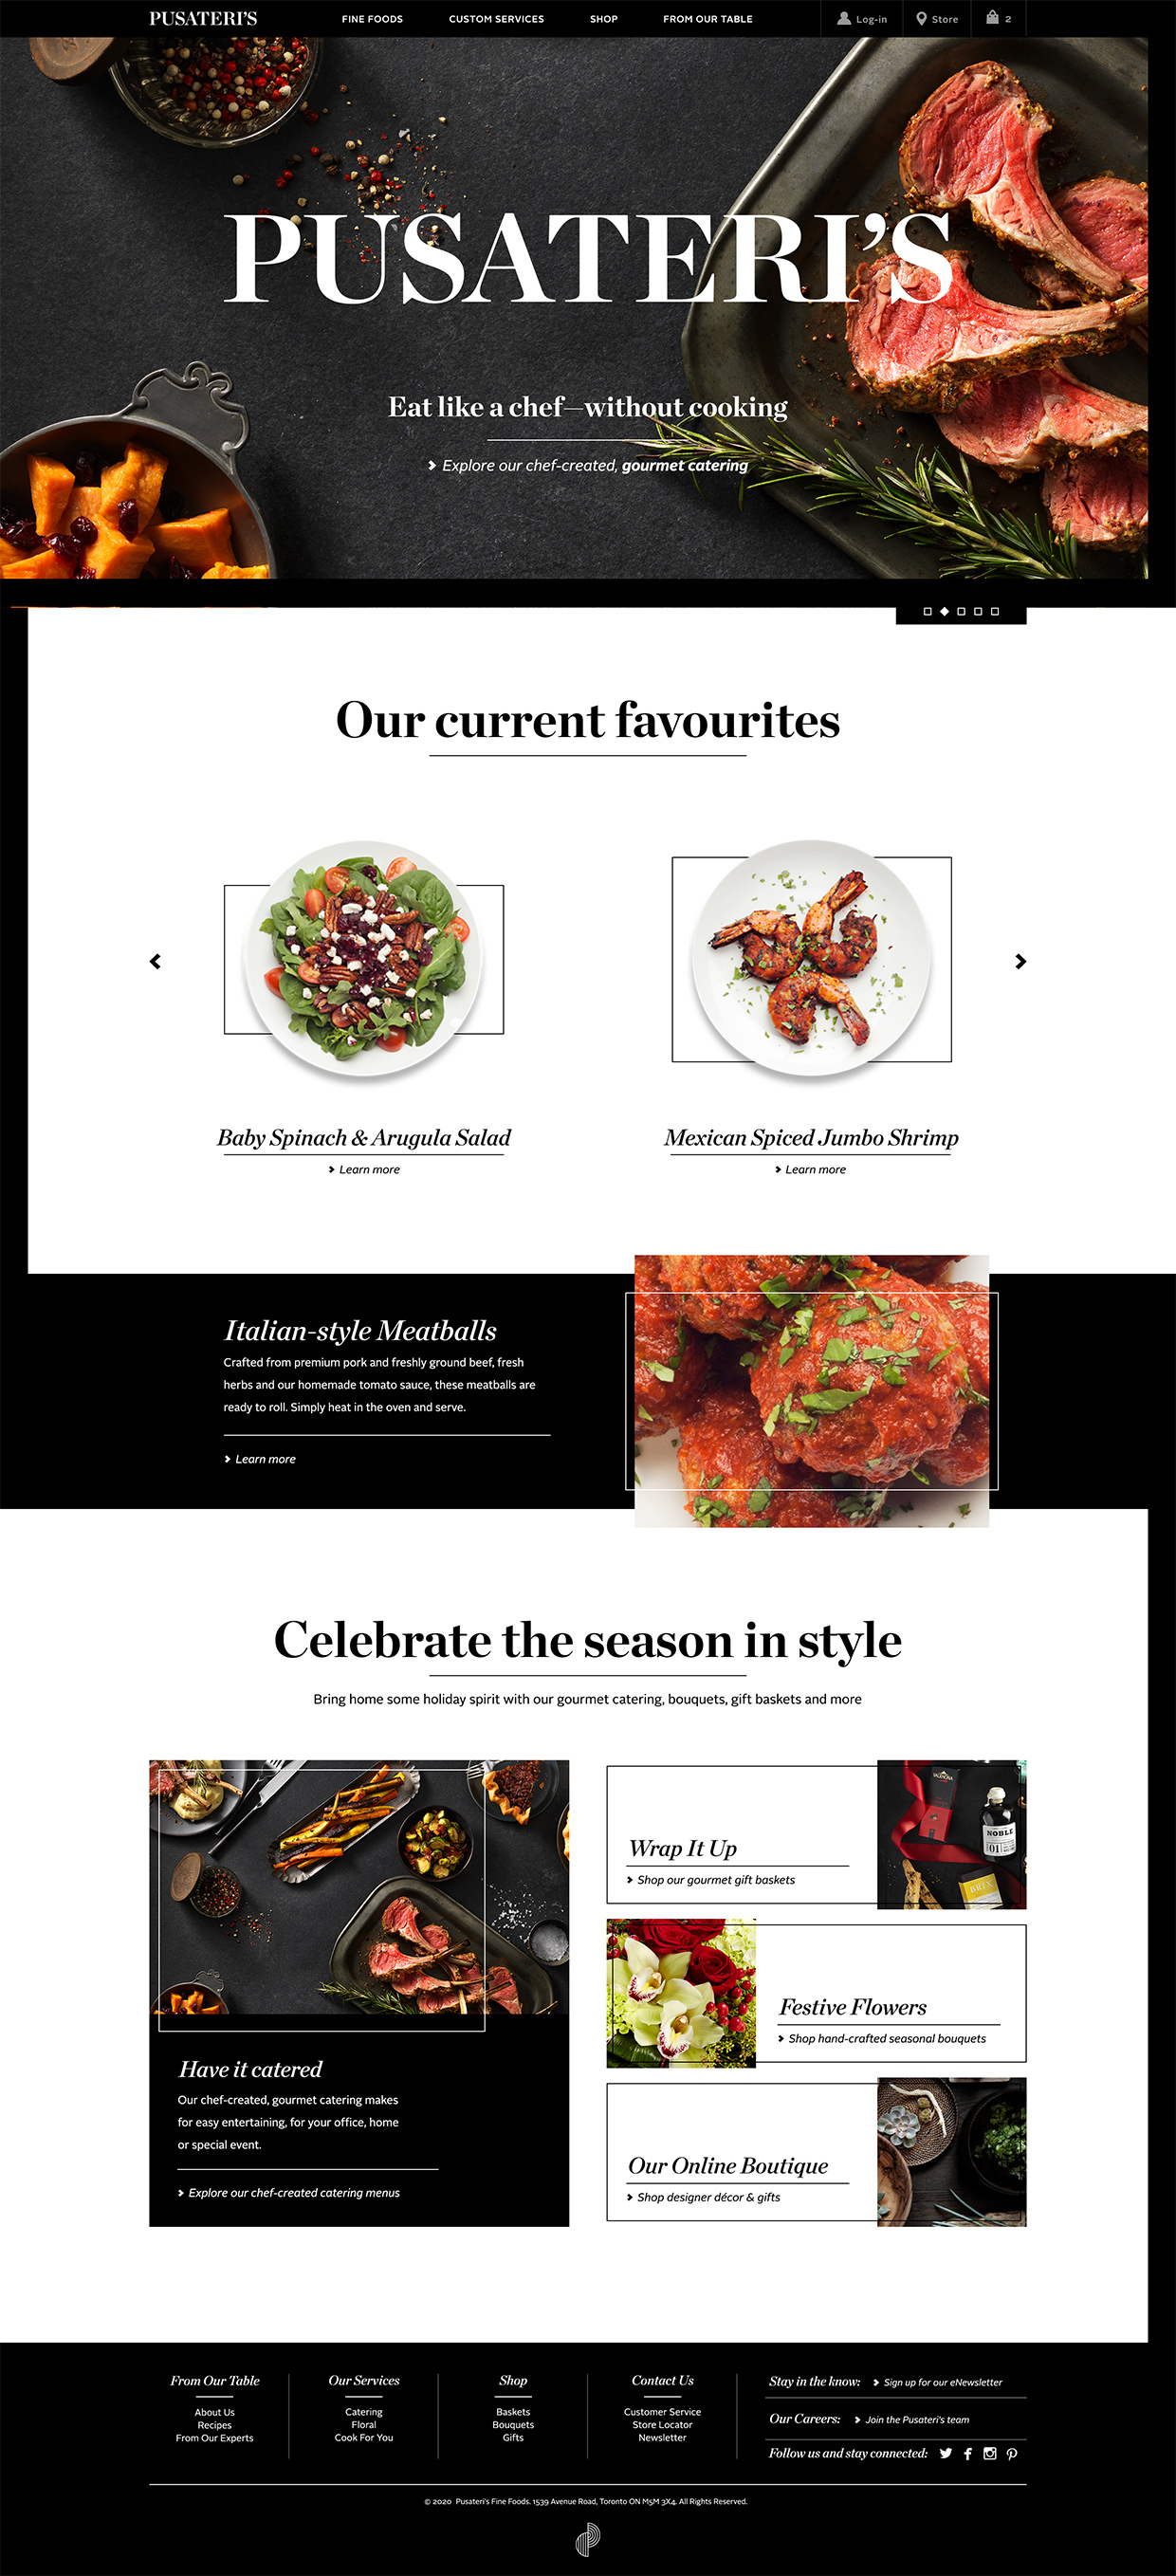 PUSATERI'S
FINE FOODS
CUSTOM SERVICES
SHOP
FROM OUR TABLE
Log-in
Store
2
PUSATERI'S
Eat like a chef—without cooking
Explore our chef-created, gourmet catering
Our current favourites
Baby Spinach & Arugula Salad
Learn more
Mexican Spiced Jumbo Shrimp
Learn more
Italian-style Meatballs
Crafted from premium pork and freshly ground beef, fresh
herbs and our homemade tomato sauce, these meatballs are
ready to roll. Simply heat in the oven and serve.
Learn more
Celebrate the season in style
Bring home some holiday spirit with our gourmet catering, bouquets, gift baskets and more
Have it catered
Our chef-created, gourmet catering makes
for easy entertaining, for your office, home
or special event.
Explore our chef-created catering menus
Wrap It Up
Shop our gourmet gift baskets
VALRHONA
NOBLE
01
BRIX
Festive Flowers
Shop hand-crafted seasonal bouquets
Our Online Boutique
Shop designer décor & gifts
From Our Table
About Us
Recipes
From Our Experts
Our Services
Catering
Floral
Cook For You
Shop
Baskets
Bouquets
Gifts
Contact Us
Customer Service
Store Locator
Newsletter
Stay in the know:
Sign up for our eNewsletter
Our Careers:
Join the Pusateri's team
Follow us and stay connected:
© 2020 Pusateri's Fine Foods. 1539 Avenue Road, Toronto ON M5M 3X4. All Rights Reserved.